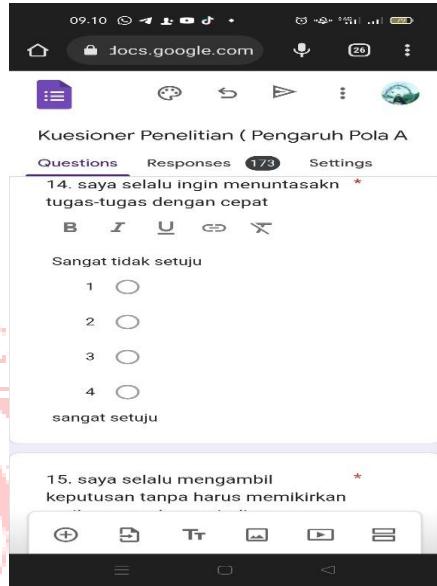 09.10
docs.google.com
26
Kuesioner Penelitian ( Pengaruh Pola A
Questions Responses 173 Settings
14. saya selalu ingin menuntasakn *
tugas-tugas dengan cepat
B I U
Sangat tidak setuju
1
2
3
4
sangat setuju
15. saya selalu mengambil *
keputusan tanpa harus memikirkan
Tт